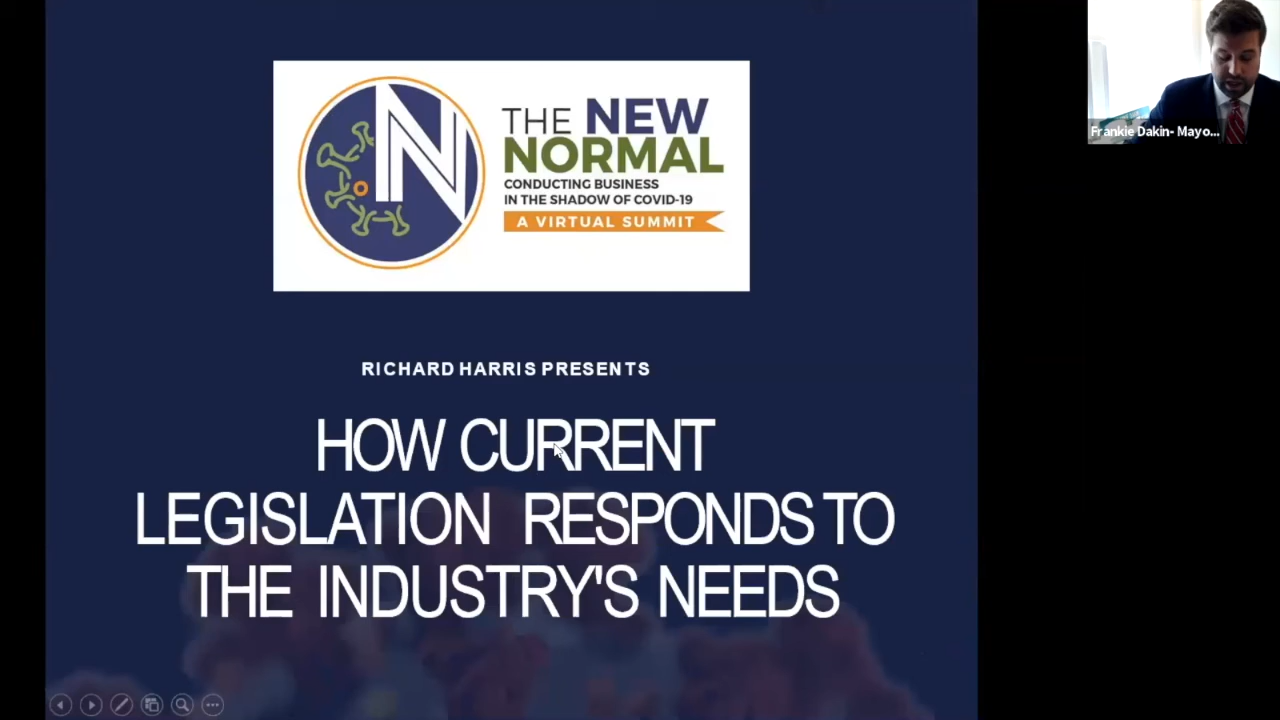 N
THE NEW
NORMAL
CONDUCTING BUSINESS
IN THE SHADOW OF COVID-19
A VIRTUAL SUMMIT
Frankie Dakin- Mayo...
RICHARD HARRIS PRESENTS
HOW CURRENT
LEGISLATION RESPONDS TO
THE INDUSTRY'S NEEDS